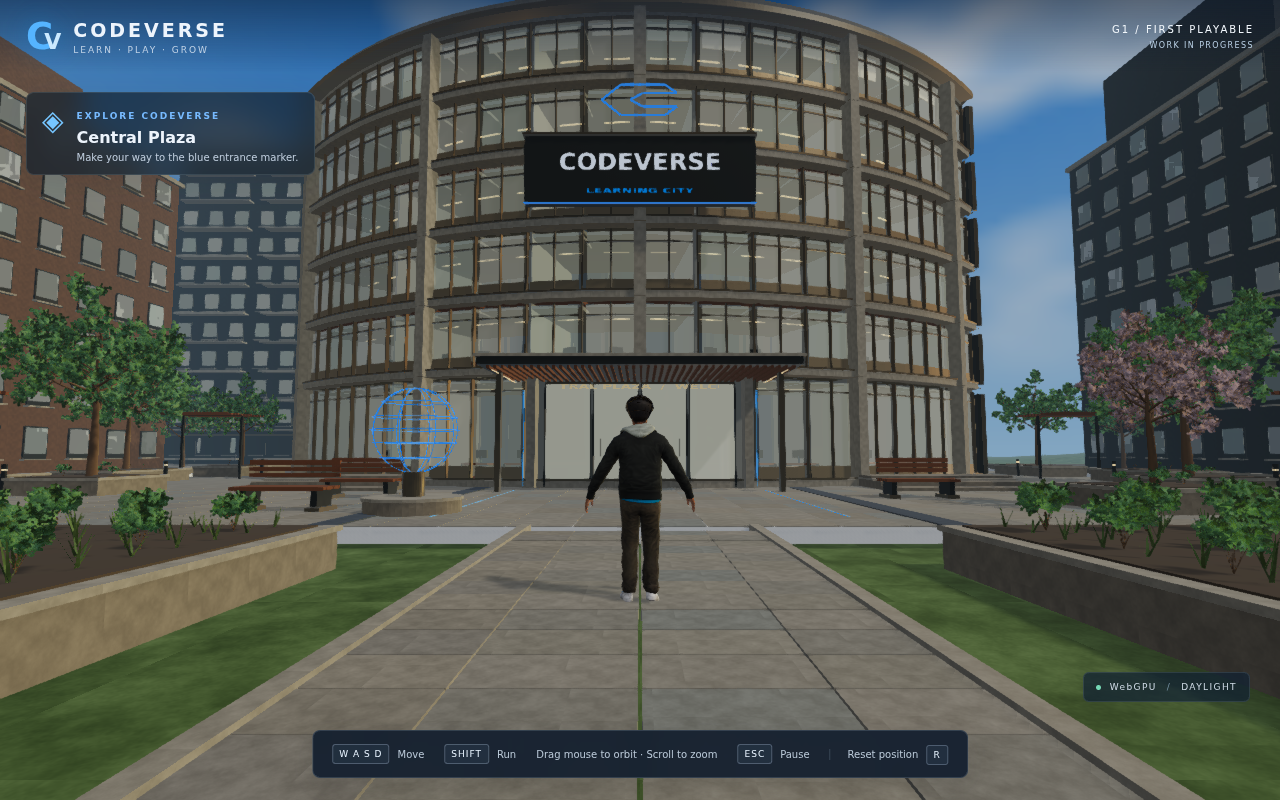 CV CODEVERSE
LEARN · PLAY · GROW
G1 / FIRST PLAYABLE
WORK IN PROGRESS
EXPLORE CODEVERSE
Central Plaza
Make your way to the blue entrance marker.
CODEVERSE
LEARNING CITY
WebGPU / DAYLIGHT
W A S D Move SHIFT Run Drag mouse to orbit · Scroll to zoom ESC Pause Reset position R